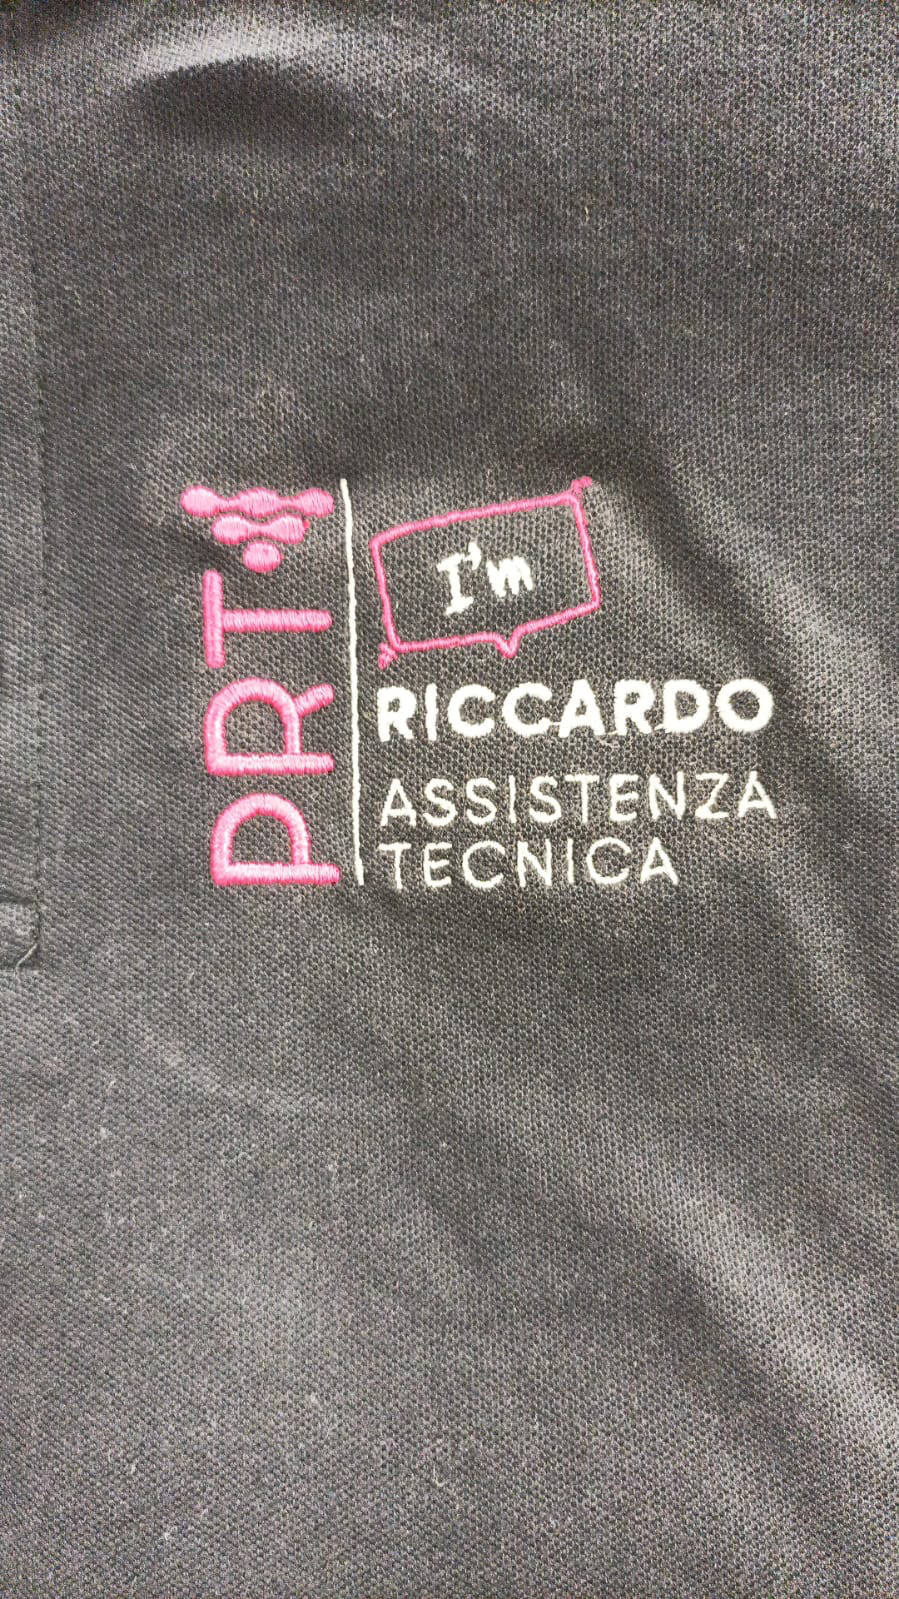 PRT
I'm
RICCARDO
ASSISTENZA
TECNICA